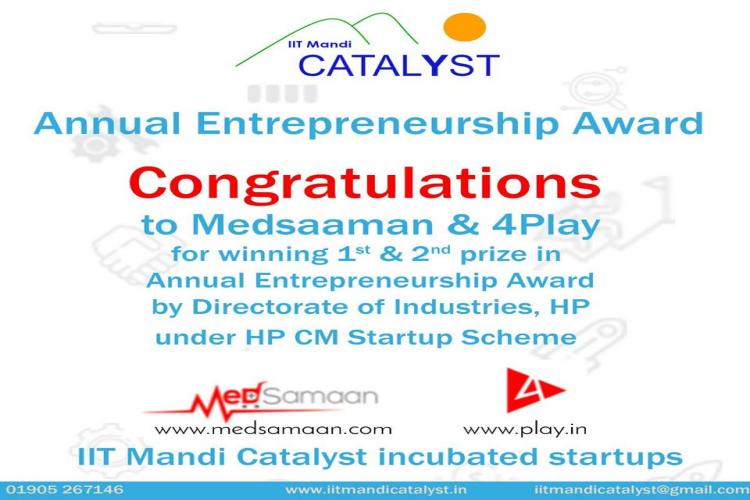 IIT Mandi
CATALYST
Annual Entrepreneurship Award
Congratulations
to Medsaaman & 4Play
for winning 1st & 2nd prize in
Annual Entrepreneurship Award
by Directorate of Industries, HP
under HP CM Startup Scheme
MedSamaan
4
www.medsamaan.com
www.play.in
IIT Mandi Catalyst incubated startups
01905 267146
www.iitmandicatalyst.in
iitmandicatalyst@gmail.com